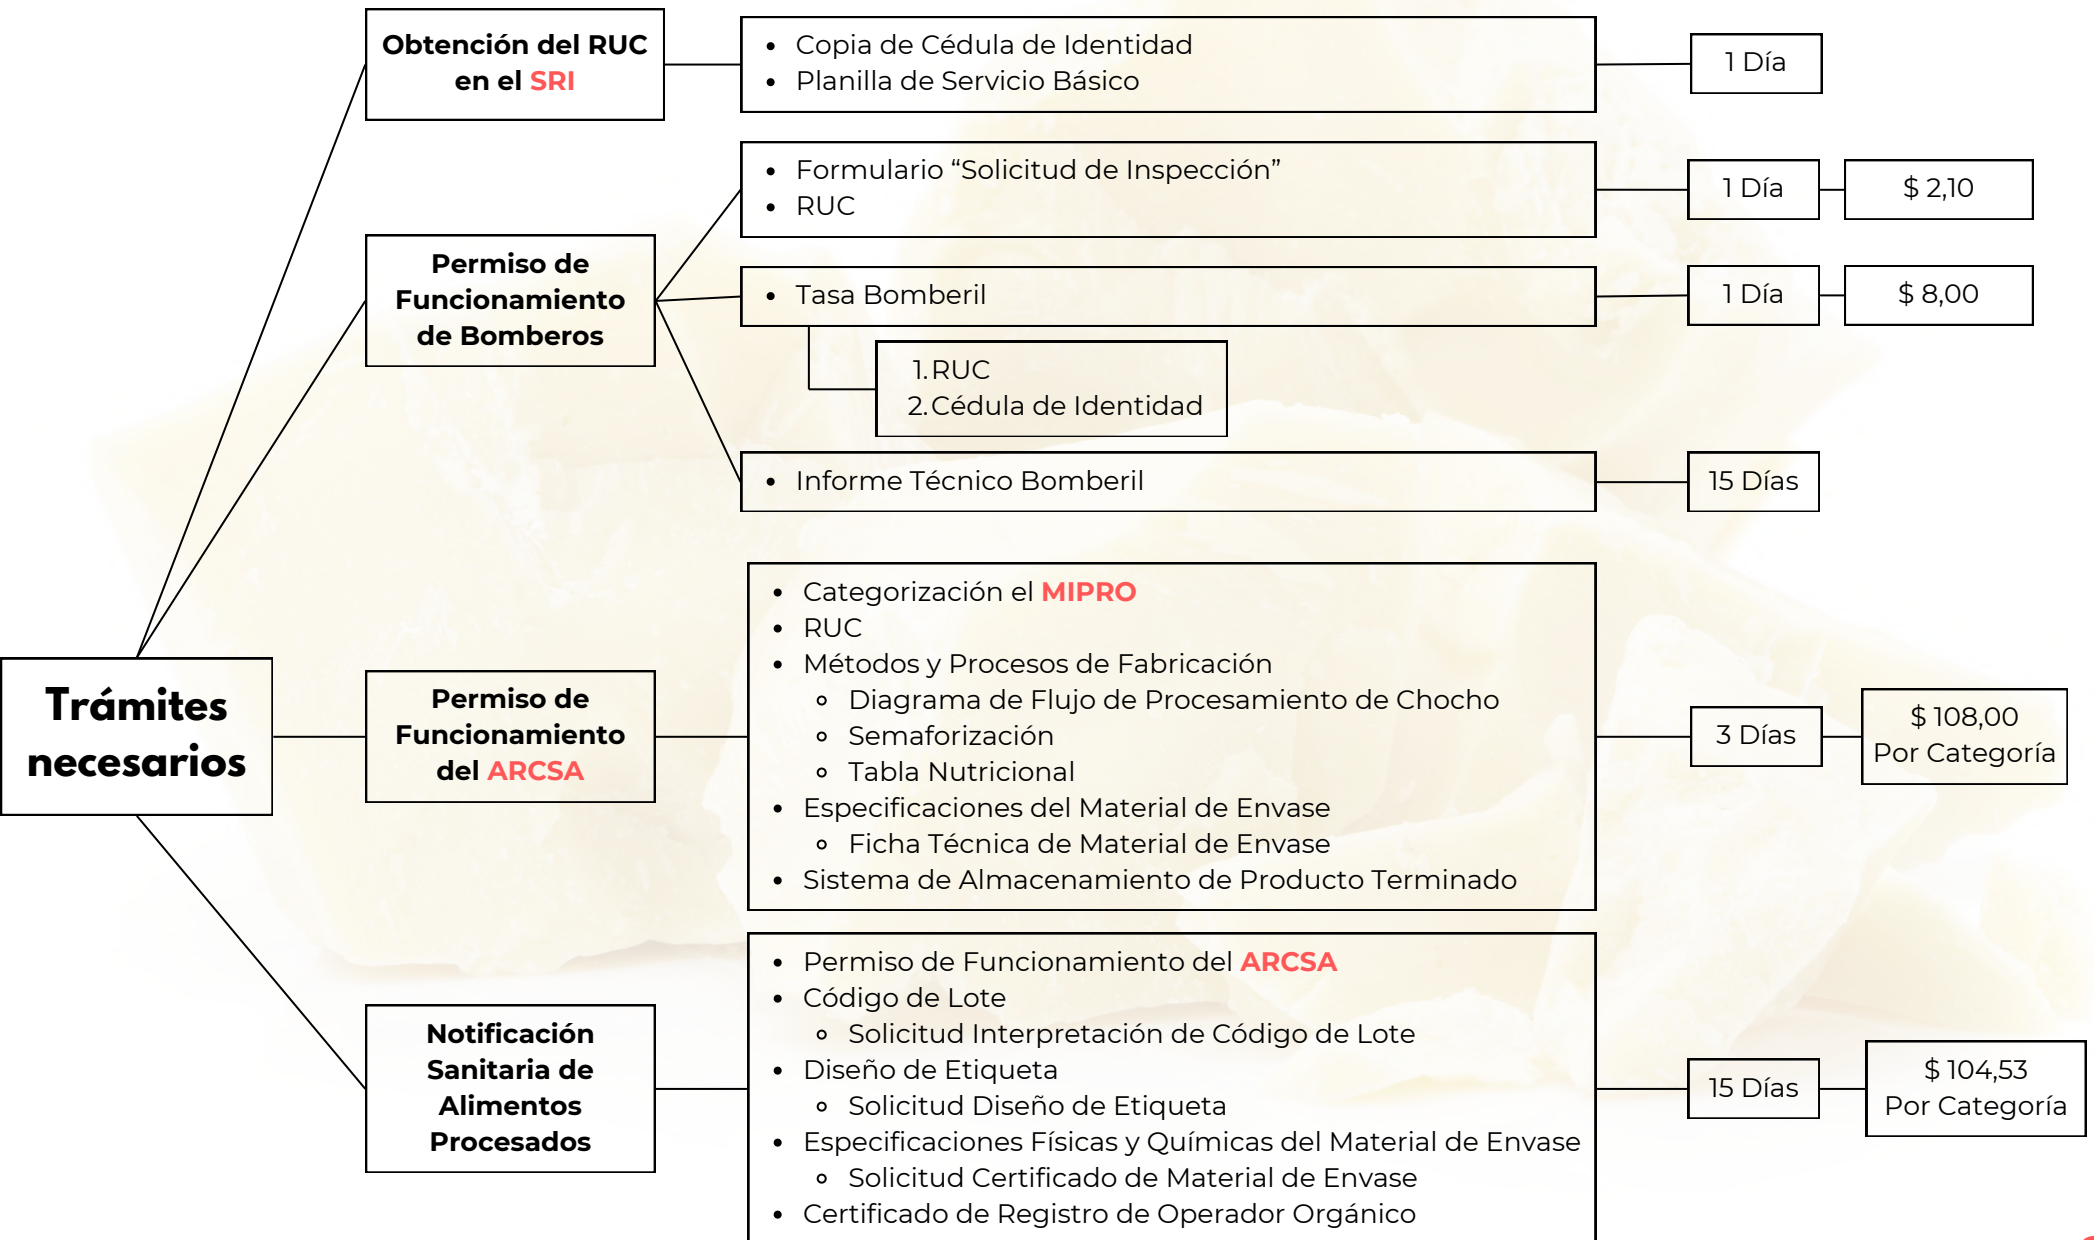 Trámites
necesarios
Obtención del RUC
en el SRI
• Copia de Cédula de Identidad
• Planilla de Servicio Básico
1 Día
Permiso de
Funcionamiento
de Bomberos
• Formulario “Solicitud de Inspección”
• RUC
1 Día
$ 2,10
• Tasa Bomberil
1 Día
$ 8,00
1. RUC
2. Cédula de Identidad
• Informe Técnico Bomberil
15 Días
Permiso de
Funcionamiento
del ARCSA
• Categorización el MIPRO
• RUC
• Métodos y Procesos de Fabricación
◦ Diagrama de Flujo de Procesamiento de Chocho
◦ Semaforización
◦ Tabla Nutricional
• Especificaciones del Material de Envase
◦ Ficha Técnica de Material de Envase
• Sistema de Almacenamiento de Producto Terminado
3 Días
$ 108,00
Por Categoría
Notificación
Sanitaria de
Alimentos
Procesados
• Permiso de Funcionamiento del ARCSA
• Código de Lote
◦ Solicitud Interpretación de Código de Lote
• Diseño de Etiqueta
◦ Solicitud Diseño de Etiqueta
• Especificaciones Físicas y Químicas del Material de Envase
◦ Solicitud Certificado de Material de Envase
• Certificado de Registro de Operador Orgánico
15 Días
$ 104,53
Por Categoría